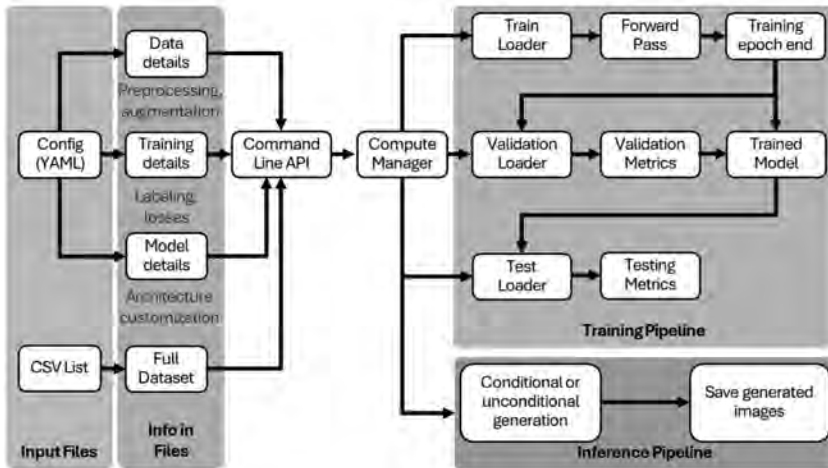 Data
details
Preprocessing,
augmentation
Config
(YAML)
Training
details
Labeling,
losses
Model
details
Architecture
customization
CSV List
Full
Dataset
Input Files
Info in
Files
Command
Line API
Compute
Manager
Train
Loader
Forward
Pass
Training
epoch end
Validation
Loader
Validation
Metrics
Trained
Model
Test
Loader
Testing
Metrics
Training Pipeline
Conditional or
unconditional
generation
Save generated
images
Inference Pipeline